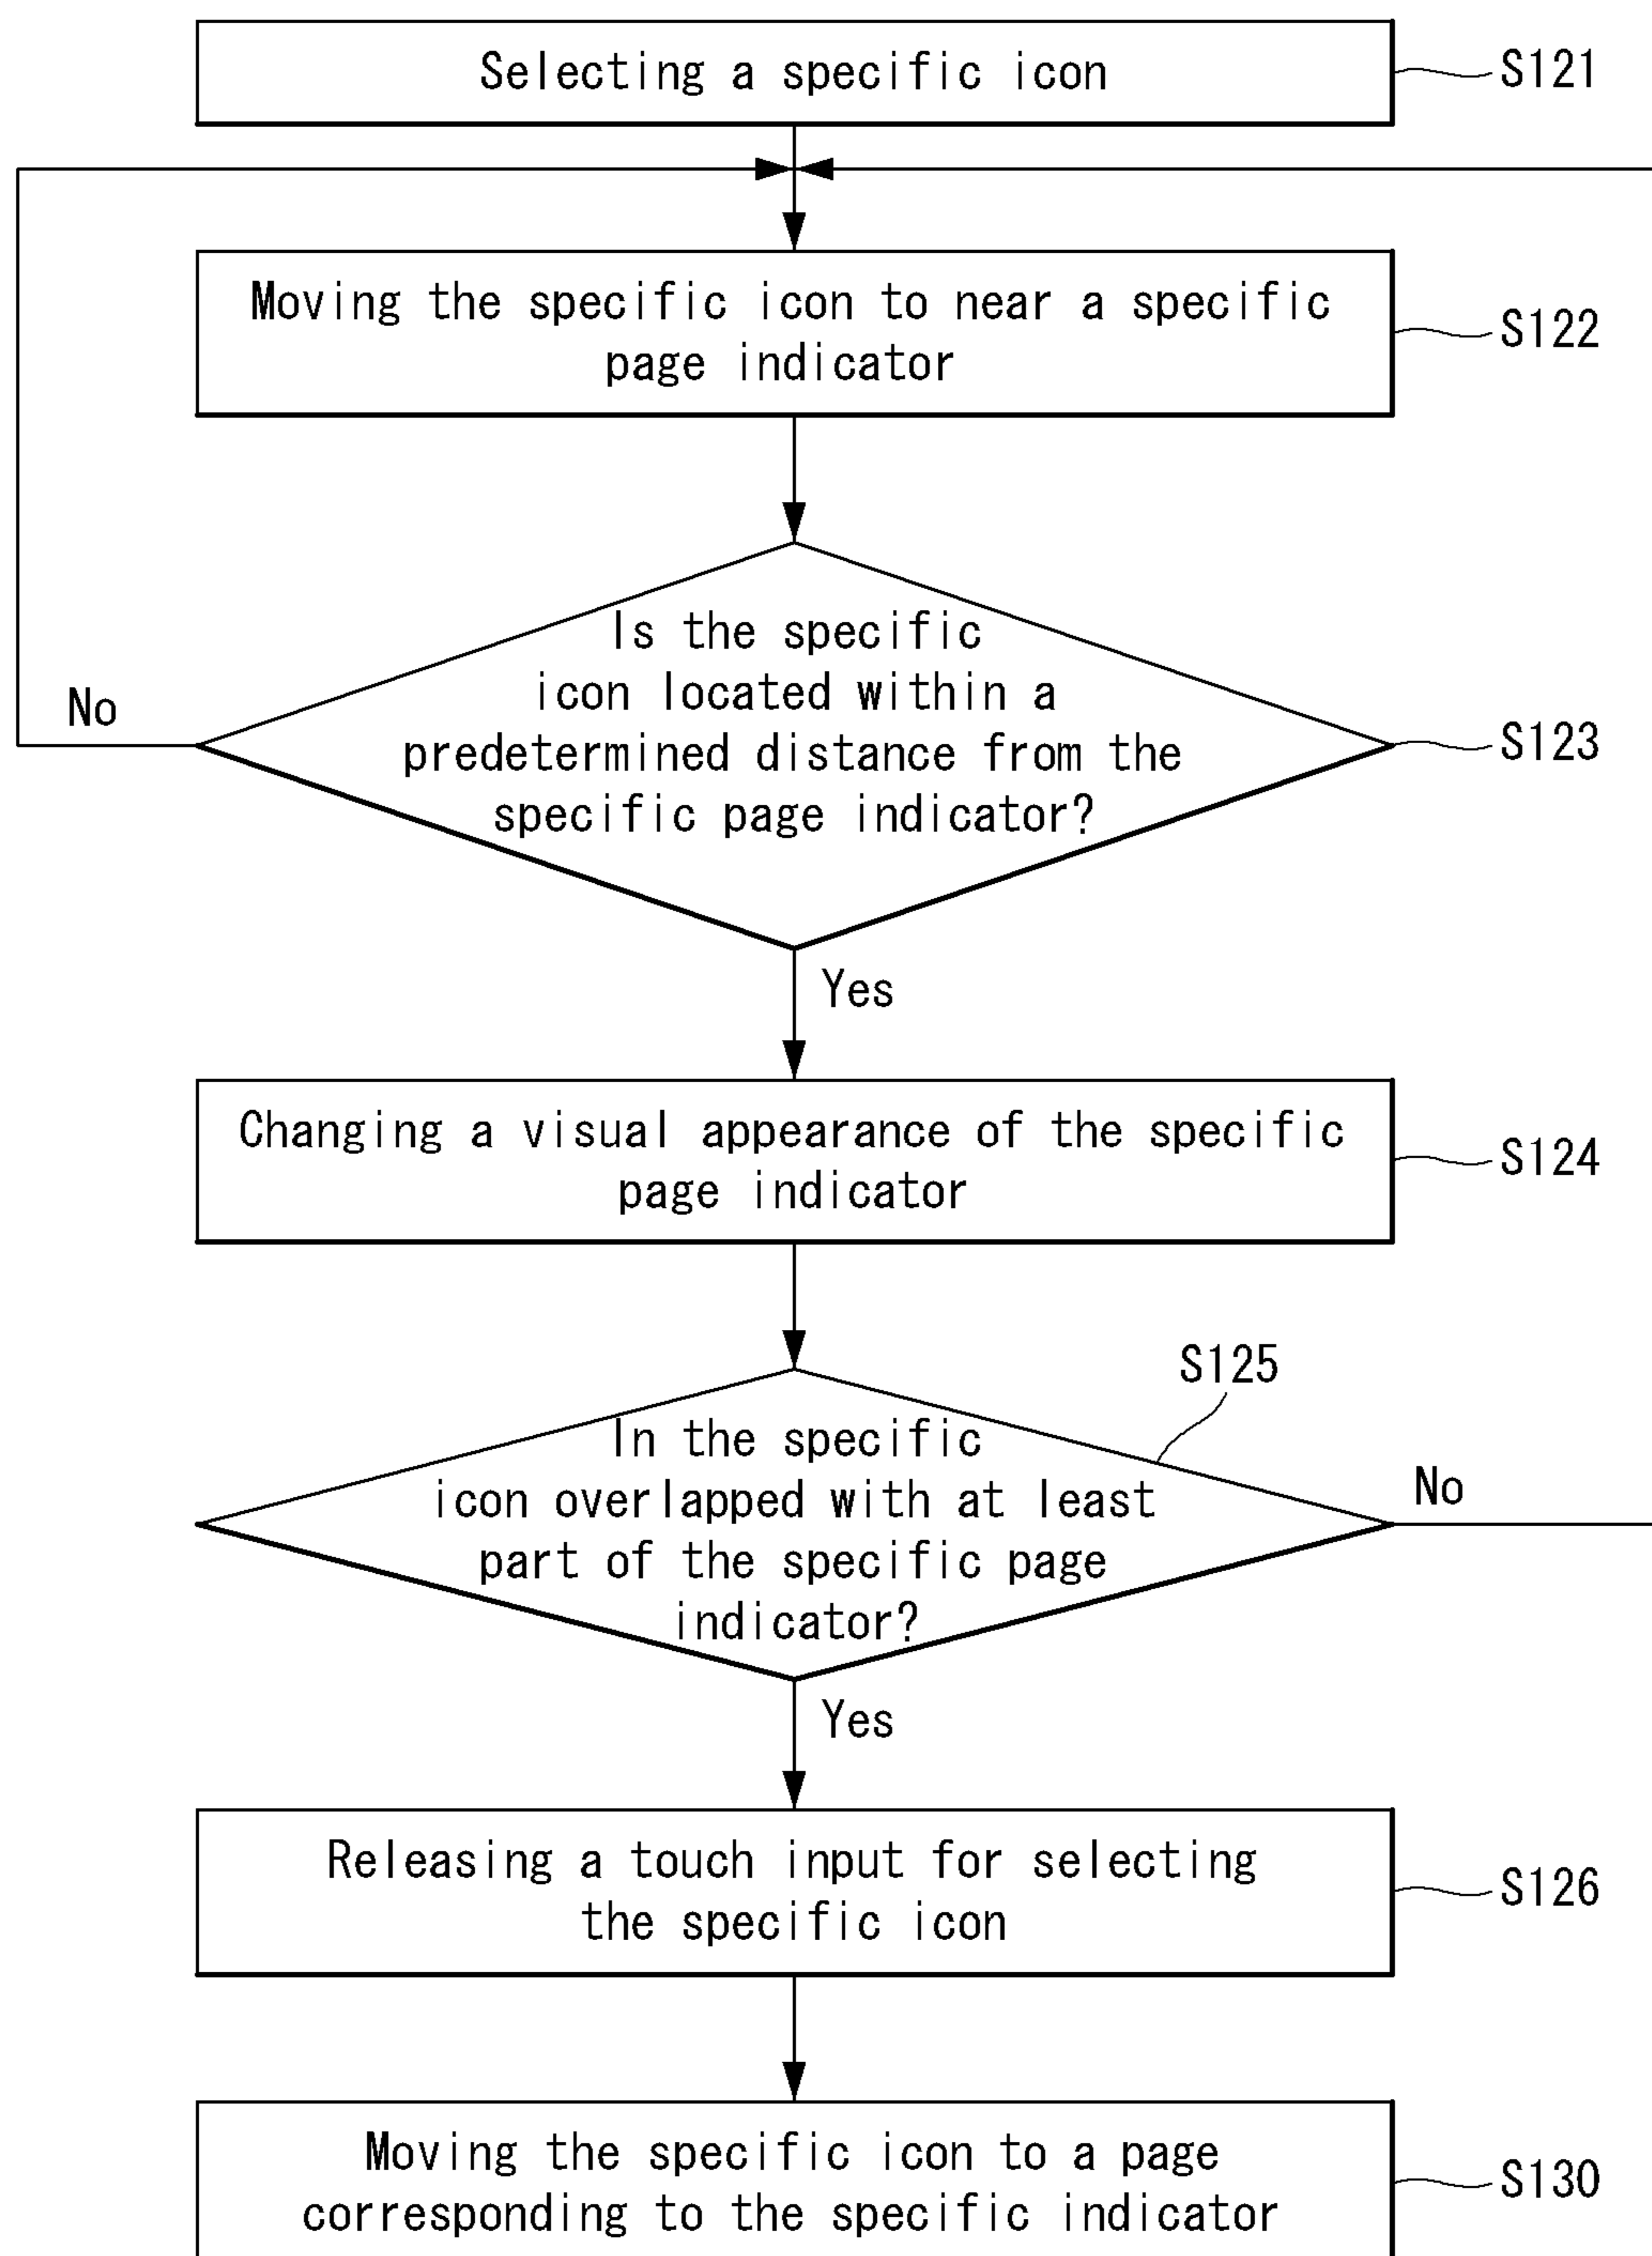 Selecting a specific icon
S121
Moving the specific icon to near a specific
page indicator
S122
Is the specific
icon located within a
predetermined distance from the
specific page indicator?
No
S123
Yes
Changing a visual appearance of the specific
page indicator
S124
S125
In the specific
icon overlapped with at least
part of the specific page
indicator?
No
Yes
Releasing a touch input for selecting
the specific icon
S126
Moving the specific icon to a page
corresponding to the specific indicator
S130